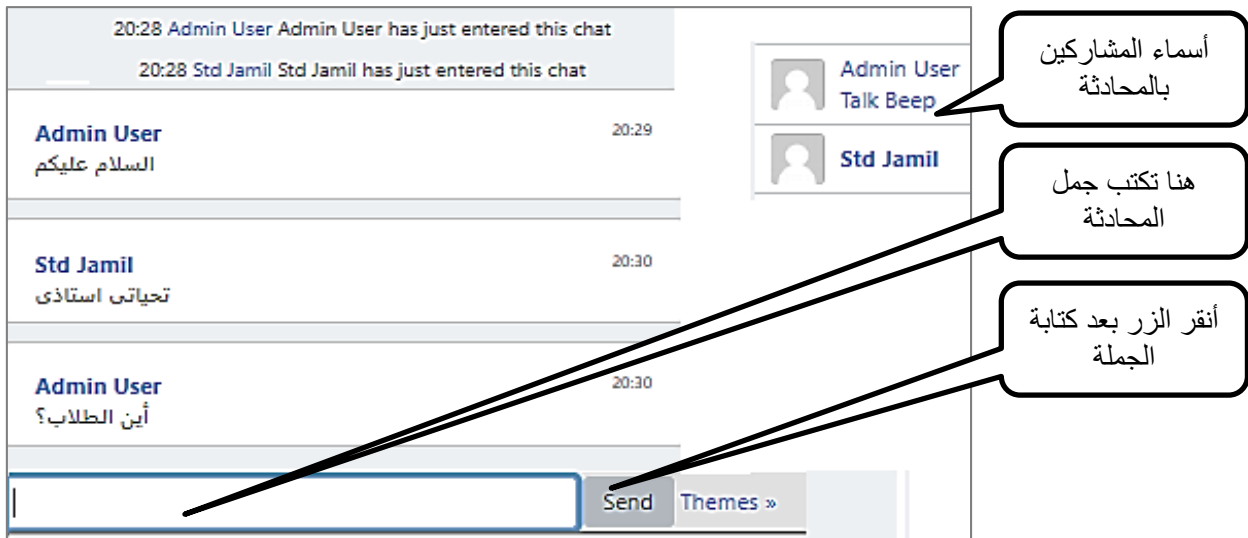 20:28 Admin User Admin User has just entered this chat
20:28 Std Jamil Std Jamil has just entered this chat
Admin User 20:29
السلام عليكم
Std Jamil 20:30
تحياتى استاذى
Admin User 20:30
أين الطلاب؟
Send Themes »
Admin User
Talk Beep
Std Jamil
أسماء المشاركين
بالمحادثة
هنا تكتب جمل
المحادثة
أنقر الزر بعد كتابة
الجملة